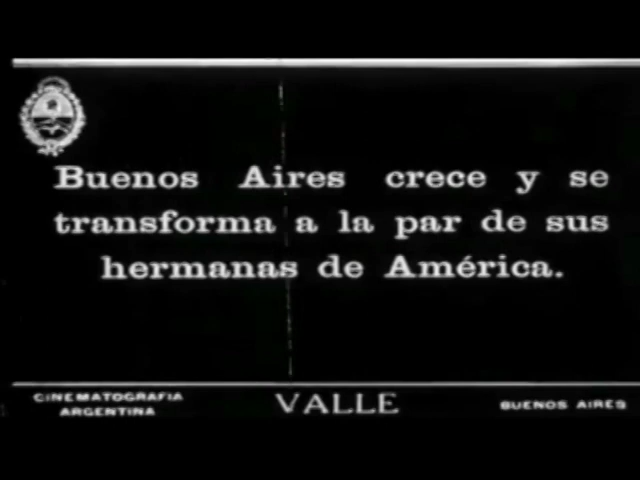 Buenos Aires crece y se
transforma a la par de sus
hermanas de América.
CINEMATOGRAFIA
ARGENTINA
VALLE
BUENOS AIRES